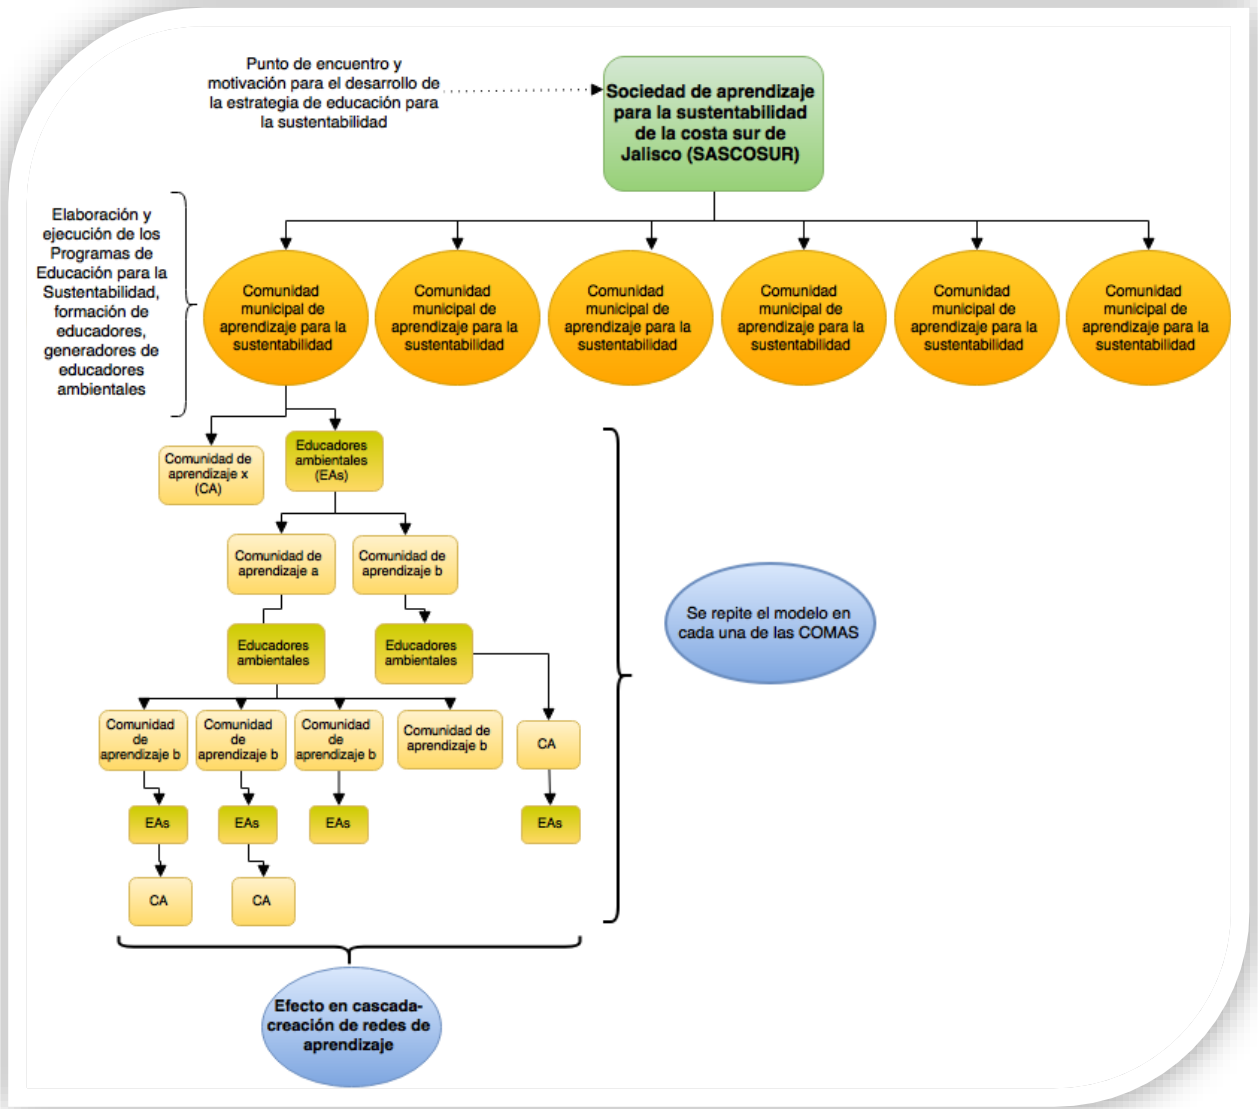 Punto de encuentro y
motivación para el desarrollo de
la estrategia de educación para
la sustentabilidad
Sociedad de aprendizaje
para la sustentabilidad
de la costa sur de
Jalisco (SASCOSUR)
Elaboración y
ejecución de los
Programas de
Educación para la
Sustentabilidad,
formación de
educadores,
generadores de
educadores
ambientales
Comunidad
municipal de
aprendizaje para la
sustentabilidad
Comunidad
municipal de
aprendizaje para la
sustentabilidad
Comunidad
municipal de
aprendizaje para la
sustentabilidad
Comunidad
municipal de
aprendizaje para la
sustentabilidad
Comunidad
municipal de
aprendizaje para la
sustentabilidad
Comunidad
municipal de
aprendizaje para la
sustentabilidad
Comunidad de
aprendizaje x
(CA)
Educadores
ambientales
(EAs)
Comunidad de
aprendizaje a
Comunidad de
aprendizaje b
Se repite el modelo en
cada una de las COMAS
Educadores
ambientales
Educadores
ambientales
Comunidad
de
aprendizaje b
Comunidad
de
aprendizaje b
Comunidad
de
aprendizaje b
Comunidad de
aprendizaje b
CA
EAs
EAs
EAs
EAs
CA
CA
Efecto en cascada-
creación de redes de
aprendizaje